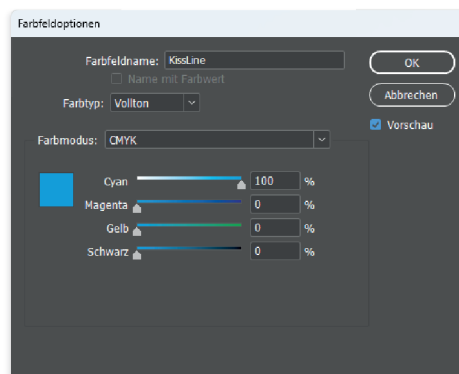 Farbfeldoptionen
Farbfeldname: KissLine
OK
Name mit Farbwert
Abbrechen
Farbtyp: Vollton
Vorschau
Farbmodus: CMYK
Cyan 100 %
Magenta 0 %
Gelb 0 %
Schwarz 0 %